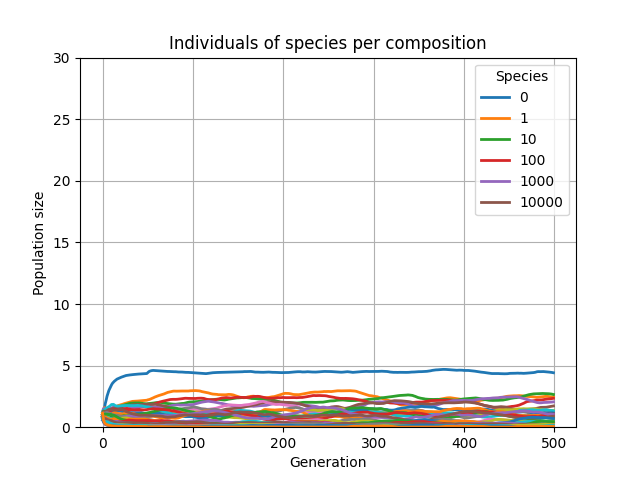 Individuals of species per composition
30
25
20
15
10
5
0
Population size
Species
0
1
10
100
1000
10000
0 100 200 300 400 500
Generation